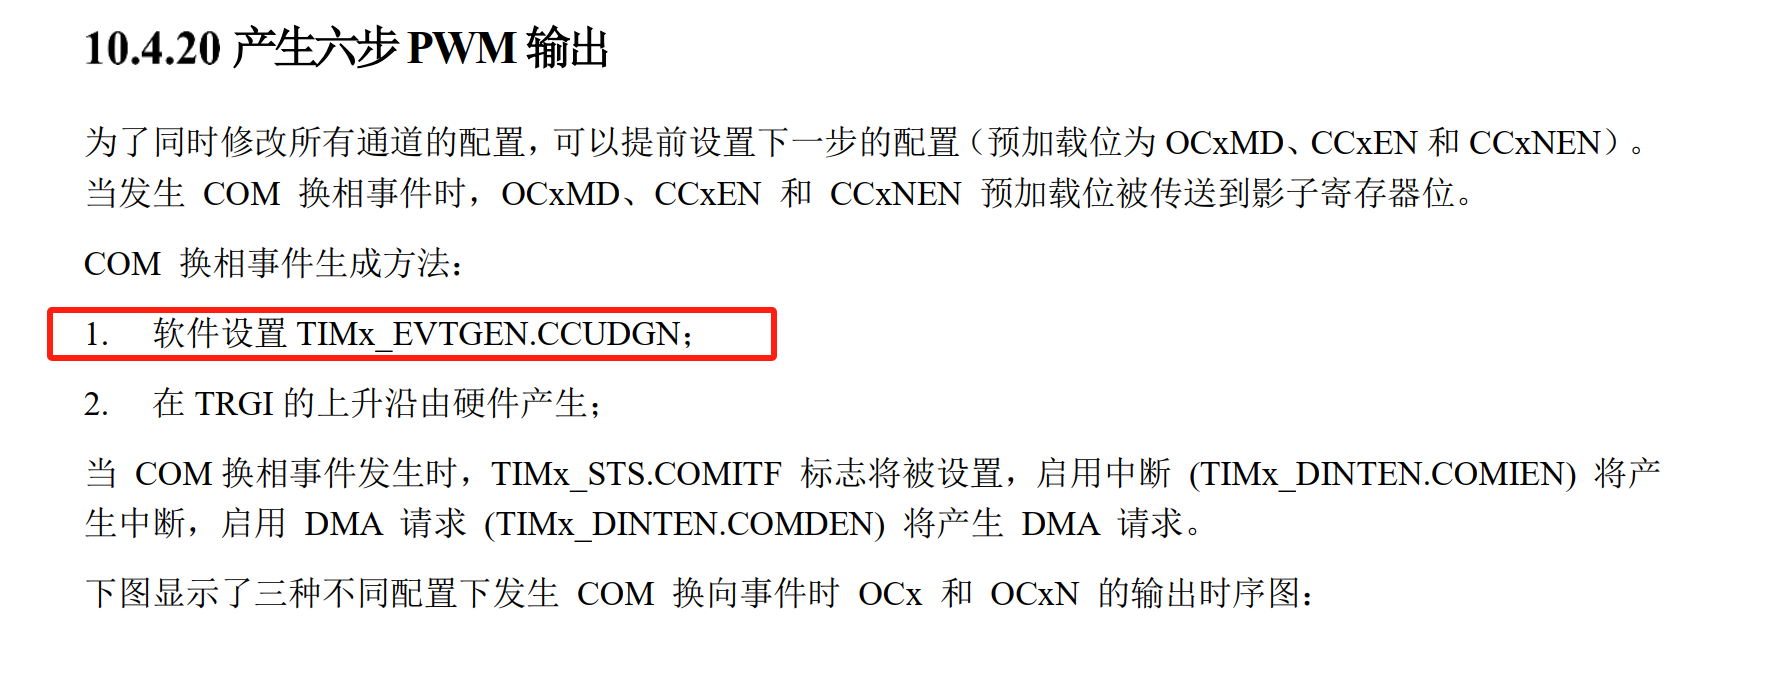 10.4.20 产生六步 PWM 输出
为了同时修改所有通道的配置，可以提前设置下一步的配置（预加载位为 OCxMD、CCxEN 和 CCxNEN）。
当发生 COM 换相事件时，OCxMD、CCxEN 和 CCxNEN 预加载位被传送到影子寄存器位。
COM 换相事件生成方法：
1. 软件设置 TIMx_EVTGEN.CCUDGN；
2. 在 TRGI 的上升沿由硬件产生；
当 COM 换相事件发生时，TIMx_STS.COMITF 标志将被设置，启用中断 (TIMx_DINTEN.COMIEN) 将产
生中断，启用 DMA 请求 (TIMx_DINTEN.COMDEN) 将产生 DMA 请求。
下图显示了三种不同配置下发生 COM 换向事件时 OCx 和 OCxN 的输出时序图：